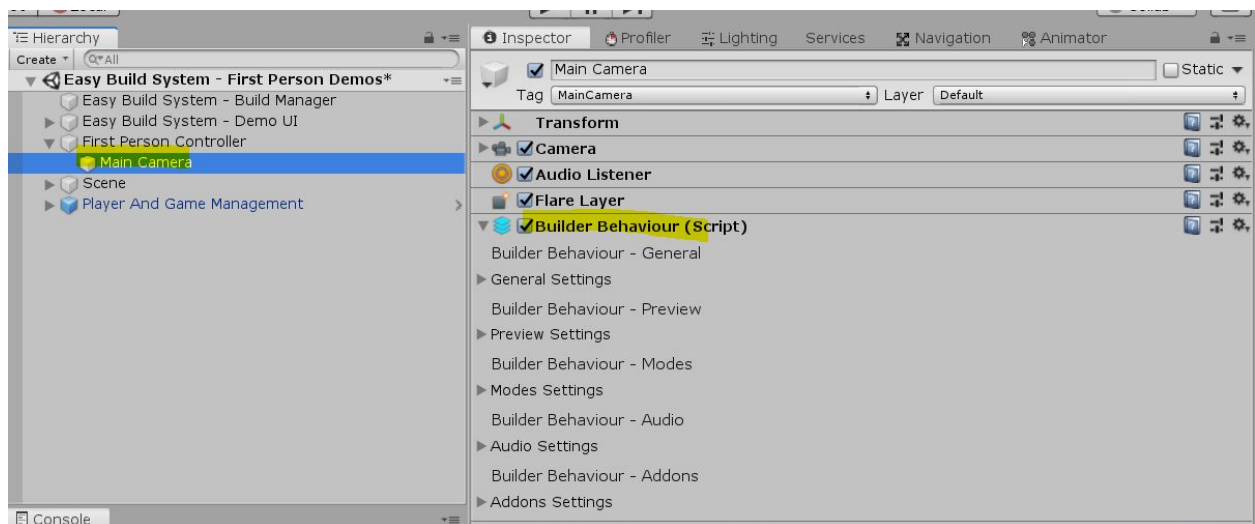 Hierarchy
Create
All
Easy Build System - First Person Demos*
Easy Build System - Build Manager
Easy Build System - Demo UI
First Person Controller
Main Camera
Scene
Player And Game Management
Console
Inspector Profiler Lighting Services Navigation Animator
Main Camera Static
Tag MainCamera Layer Default
Transform
Camera
Audio Listener
Flare Layer
Builder Behaviour (Script)
Builder Behaviour - General
General Settings
Builder Behaviour - Preview
Preview Settings
Builder Behaviour - Modes
Modes Settings
Builder Behaviour - Audio
Audio Settings
Builder Behaviour - Addons
Addons Settings